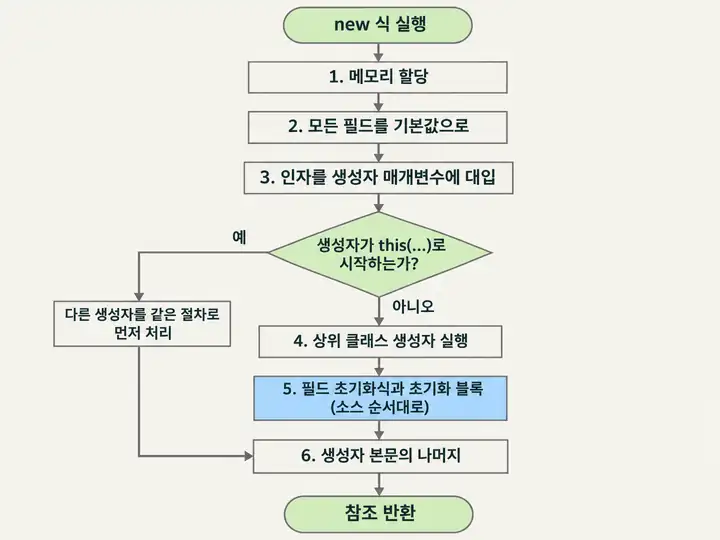 new 식 실행
1. 메모리 할당
2. 모든 필드를 기본값으로
3. 인자를 생성자 매개변수에 대입
생성자가 this(...)로
시작하는가?
예
아니오
다른 생성자를 같은 절차로
먼저 처리
4. 상위 클래스 생성자 실행
5. 필드 초기화식과 초기화 블록
(소스 순서대로)
6. 생성자 본문의 나머지
참조 반환